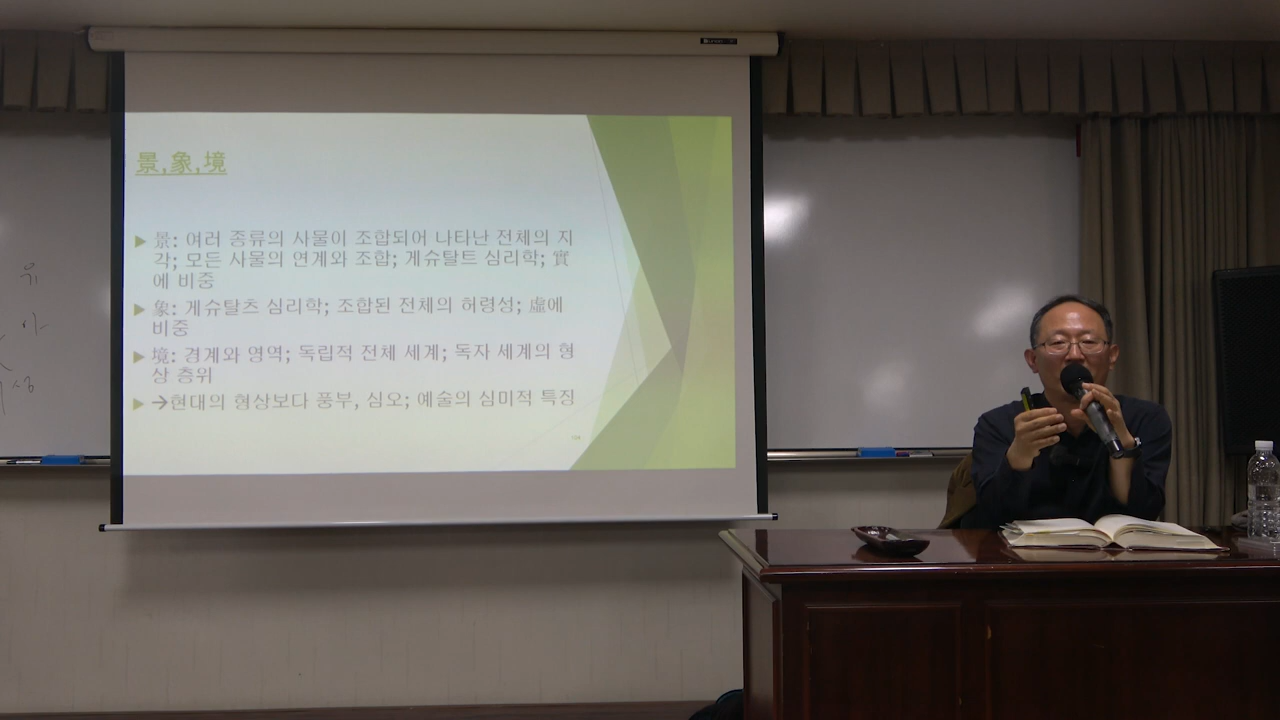 景,象,境
景: 여러 종류의 사물이 조합되어 나타난 전체의 지
각; 모든 사물의 연계와 조합; 게슈탈트 심리학; 實
에 비중
象: 게슈탈츠 심리학; 조합된 전체의 허령성; 虛에
비중
境: 경계와 영역; 독립적 전체 세계; 독자 세계의 형
상 층위
→현대의 형상보다 풍부, 심오; 예술의 심미적 특징
유
아